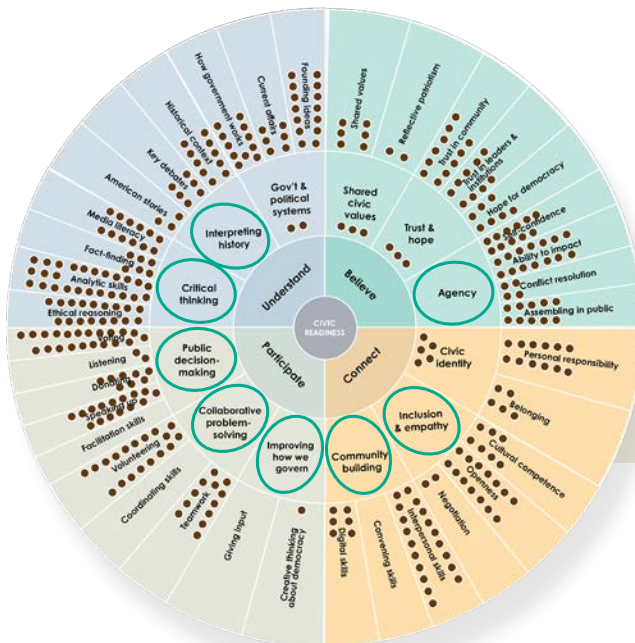 CIVIC
READINESS
Understand
Believe
Connect
Participate
Gov't &
political
systems
Interpreting
history
Critical
thinking
Shared
civic
values
Trust &
hope
Agency
Civic
identity
Inclusion
& empathy
Community
building
Improving
how we
govern
Collaborative
problem-
solving
Public
decision-
making
Founding ideas
Current affairs
How government
works
Historical context
Key debates
American stories
Media literacy
Fact-finding
Analytic skills
Ethical reasoning
Shared values
Reflective patriotism
Trust in community
Trust in leaders &
institutions
Hope for democracy
Self-confidence
Ability to impact
Conflict resolution
Assembling in public
Personal responsibility
Belonging
Cultural competence
Openness
Negotiation
Interpersonal skills
Convening skills
Digital skills
Creative thinking
about democracy
Giving input
Teamwork
Coordinating skills
Volunteering
Facilitation skills
Speaking up
Donating
Listening
Voting